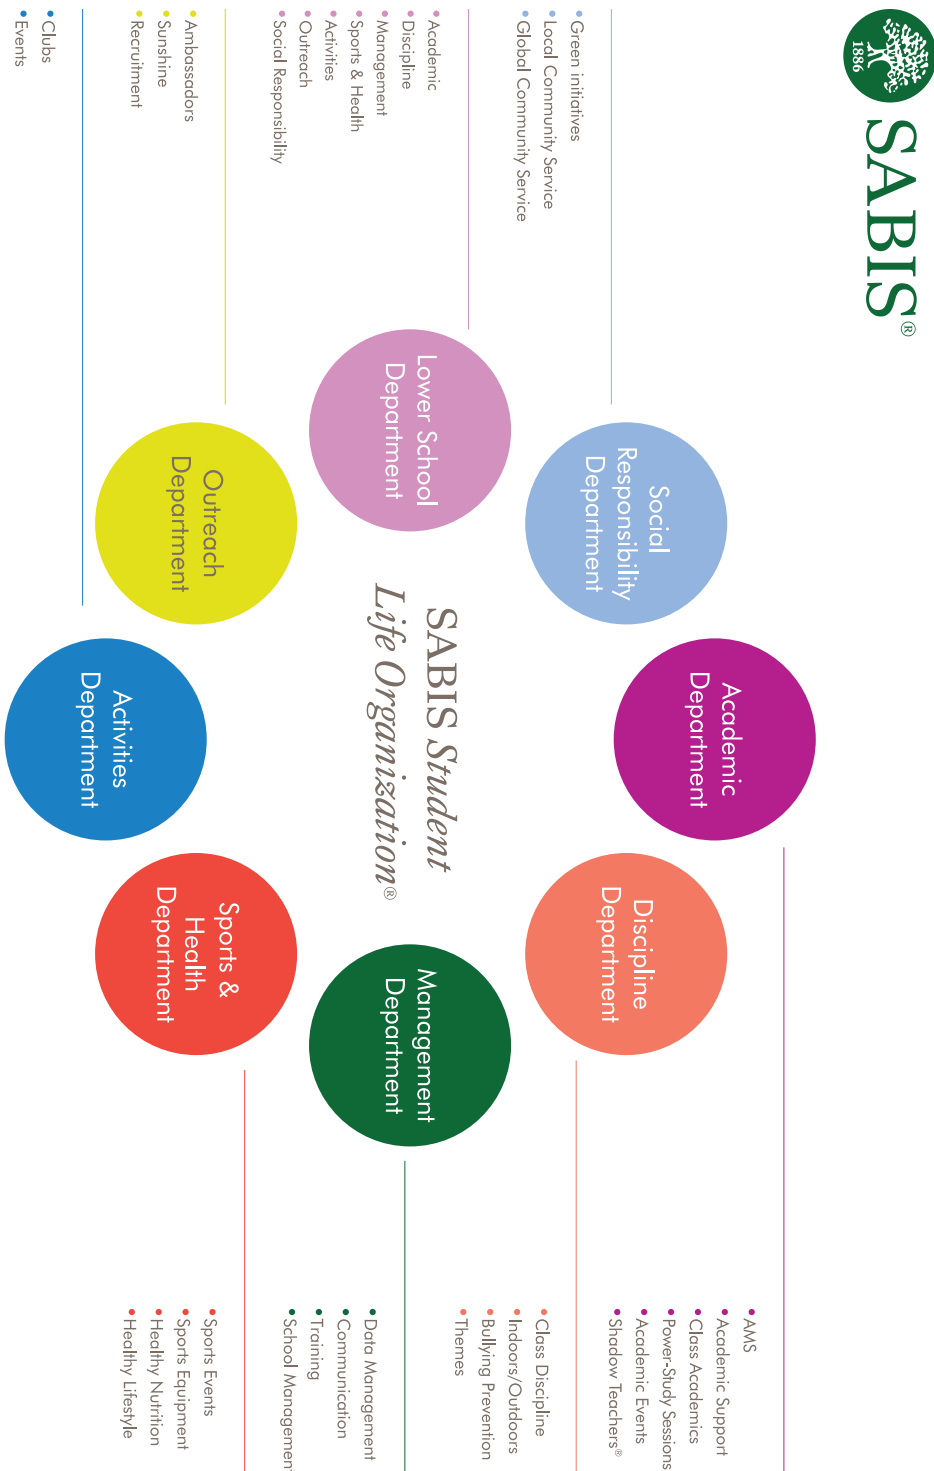 1886
SABIS®
Academic
Department
• AMS
• Academic Support
• Class Academics
• Power-Study Sessions
• Academic Events
• Shadow Teachers®
Social
Responsibility
Department
• Green initiatives
• Local Community Service
• Global Community Service
Discipline
Department
• Class Discipline
• Indoors/Outdoors
• Bullying Prevention
• Themes
Lower School
Department
• Academic
• Discipline
• Management
• Sports & Health
• Activities
• Outreach
• Social Responsibility
SABIS Student
Life Organization®
Management
Department
• Data Management
• Communication
• Training
• School Management
Outreach
Department
• Ambassadors
• Sunshine
• Recruitment
Sports &
Health
Department
• Sports Events
• Sports Equipment
• Healthy Nutrition
• Healthy Lifestyle
Activities
Department
• Clubs
• Events